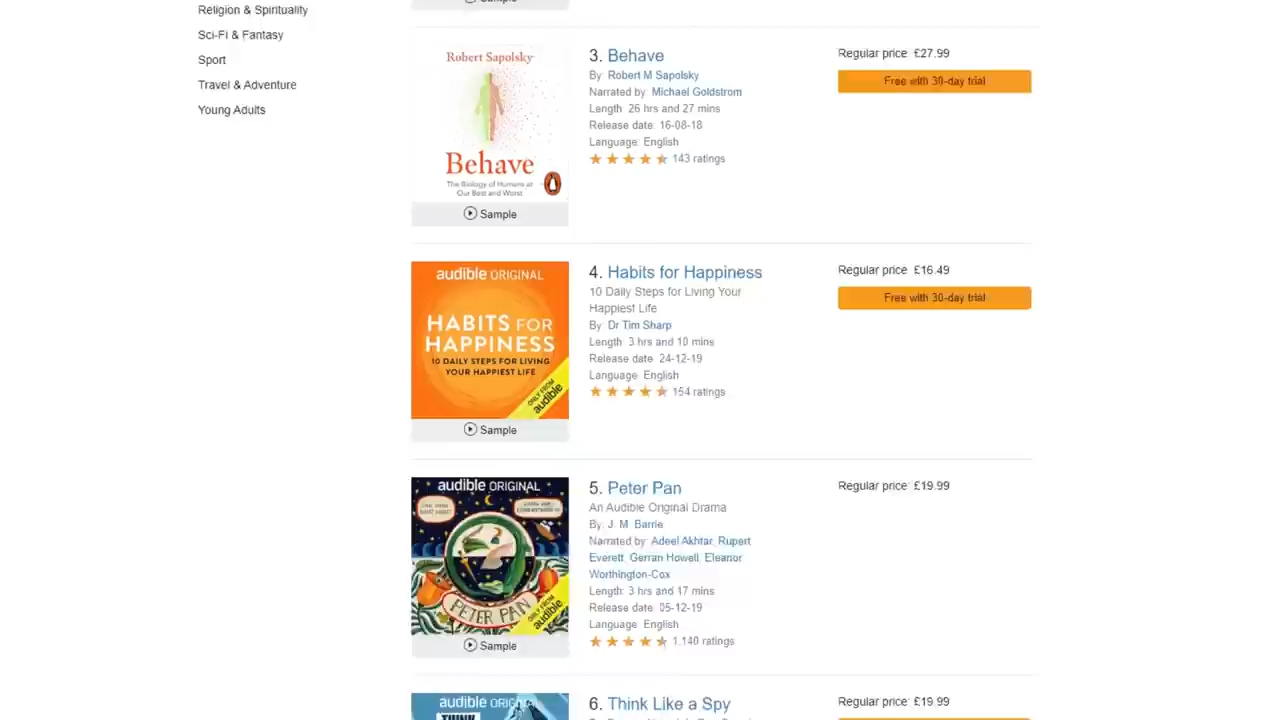 Religion & Spirituality
Sci-Fi & Fantasy
Sport
Travel & Adventure
Young Adults
Sample
Robert Sapolsky
Behave
The Biology of Humans at
Our Best and Worst
Sample
3. Behave
By: Robert M Sapolsky
Narrated by: Michael Goldstrom
Length: 26 hrs and 27 mins
Release date: 16-08-18
Language: English
143 ratings
Regular price: £27.99
Free with 30-day trial
audible ORIGINAL
HABITS FOR
HAPPINESS
10 DAILY STEPS FOR LIVING
YOUR HAPPIEST LIFE
ONLY FROM
audible
Sample
4. Habits for Happiness
10 Daily Steps for Living Your
Happiest Life
By: Dr Tim Sharp
Length: 3 hrs and 10 mins
Release date: 24-12-19
Language: English
154 ratings
Regular price: £16.49
Free with 30-day trial
audible ORIGINAL
PETER PAN
ONLY FROM
audible
Sample
5. Peter Pan
An Audible Original Drama
By: J. M. Barrie
Narrated by: Adeel Akhtar, Rupert
Everett, Gerran Howell, Eleanor
Worthington-Cox
Length: 3 hrs and 17 mins
Release date: 05-12-19
Language: English
1,140 ratings
Regular price: £19.99
audible ORIGINAL
THINK
6. Think Like a Spy
Regular price: £19.99